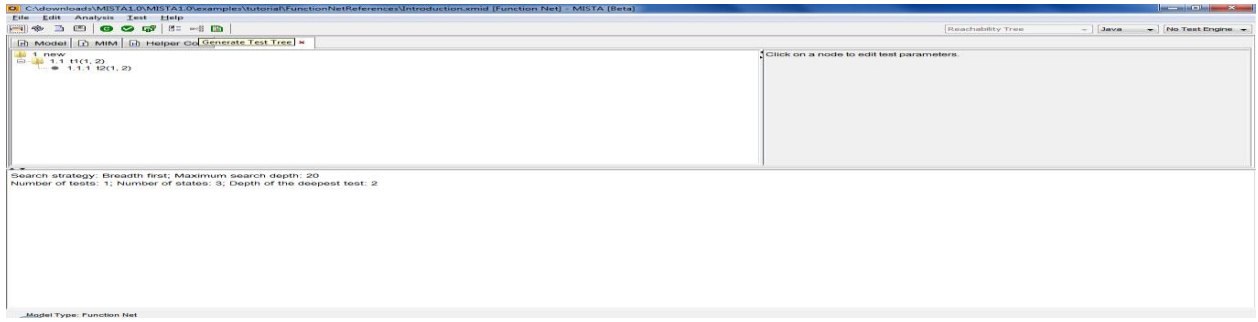 C:\downloads\MISTA1.0\MISTA1.0\examples\tutorial\FunctionNetReferences\Introduction.xmid [Function Net] - MISTA [Beta]
File Edit Analysis Test Help
Reachability Tree Java No Test Engine
Model MIM Helper Co Generate Test Tree
1 new
1.1 t1(1, 2)
1.1.1 t2(1, 2)
Click on a node to edit test parameters.
Search strategy: Breadth first; Maximum search depth: 20
Number of tests: 1; Number of states: 3; Depth of the deepest test: 2
Model Type: Function Net